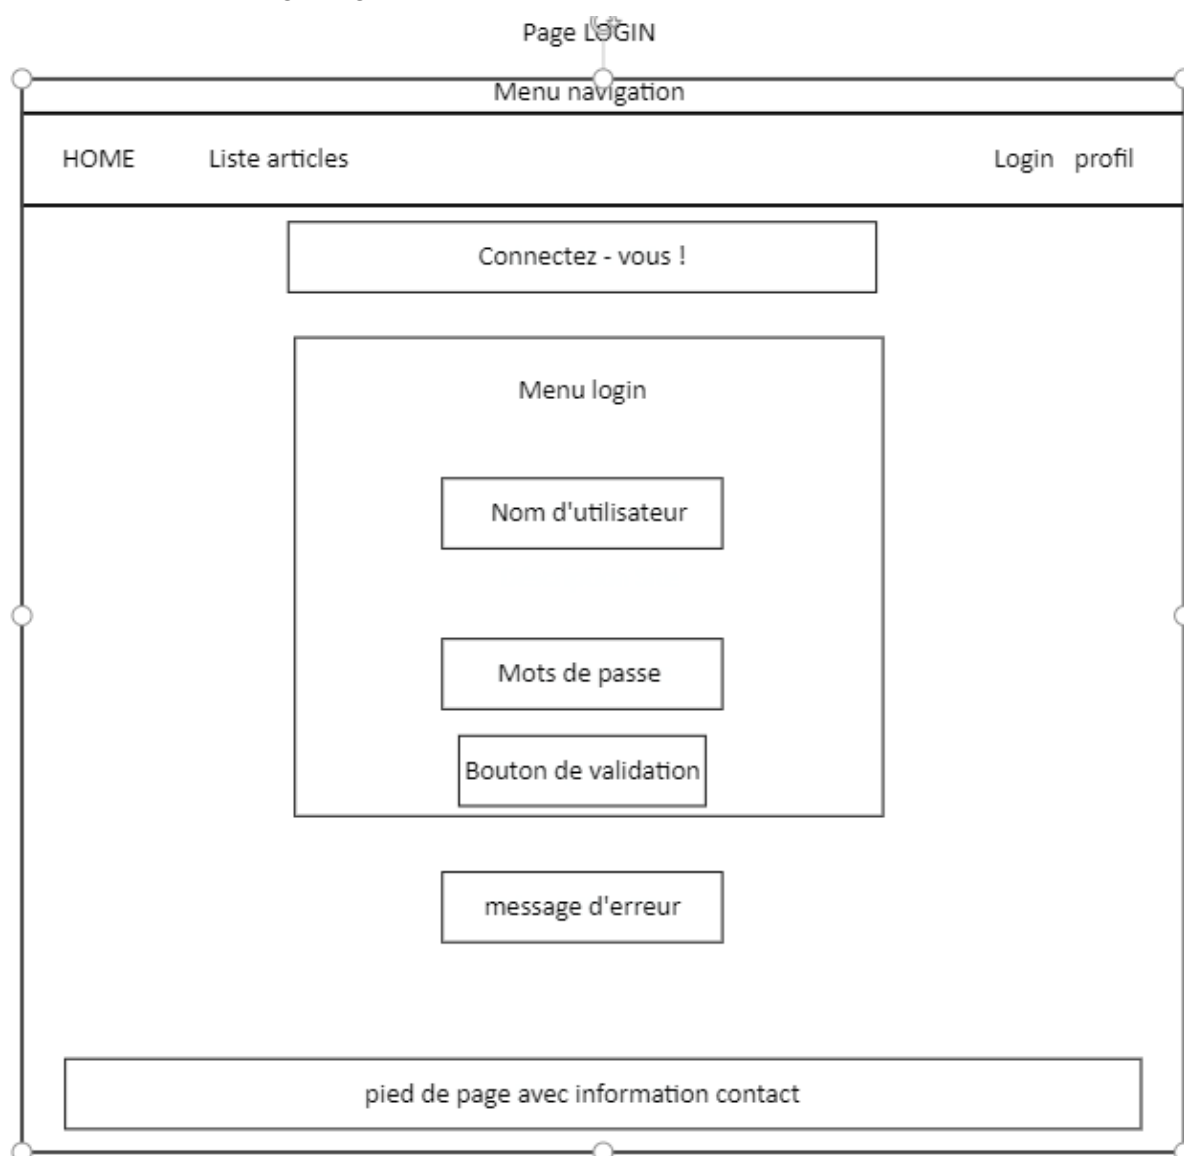 Page LOGIN
Menu navigation
HOME Liste articles Login profil
Connectez - vous !
Menu login
Nom d'utilisateur
Mots de passe
Bouton de validation
message d'erreur
pied de page avec information contact